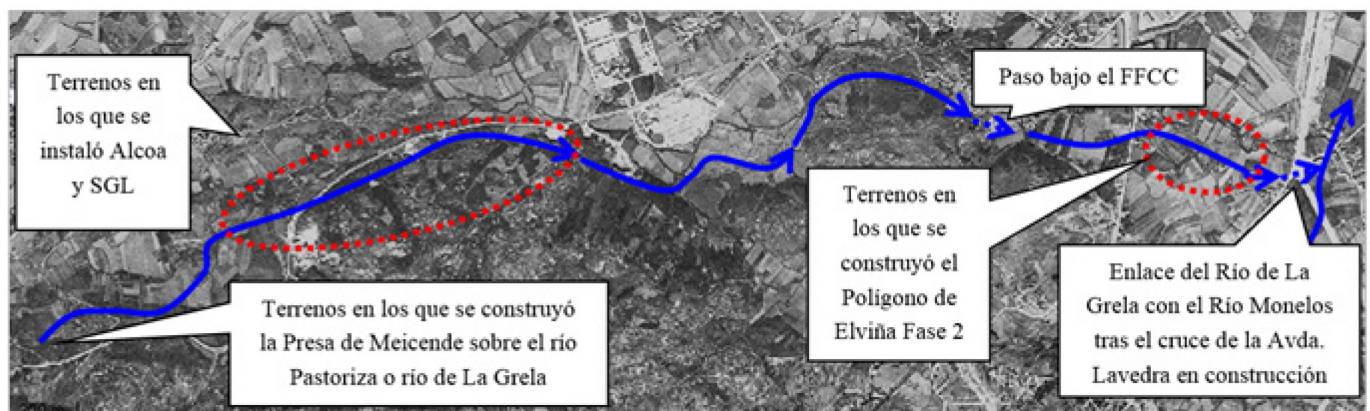 Terrenos en
los que se
instaló Alcoa
y SGL
Terrenos en los que se construyó
la Presa de Meicende sobre el río
Pastoriza o río de La Grela
Paso bajo el FFCC
Terrenos en
los que se
construyó el
Polígono de
Elviña Fase 2
Enlace del Río de La
Grela con el Río Monelos
tras el cruce de la Avda.
Lavedra en construcción